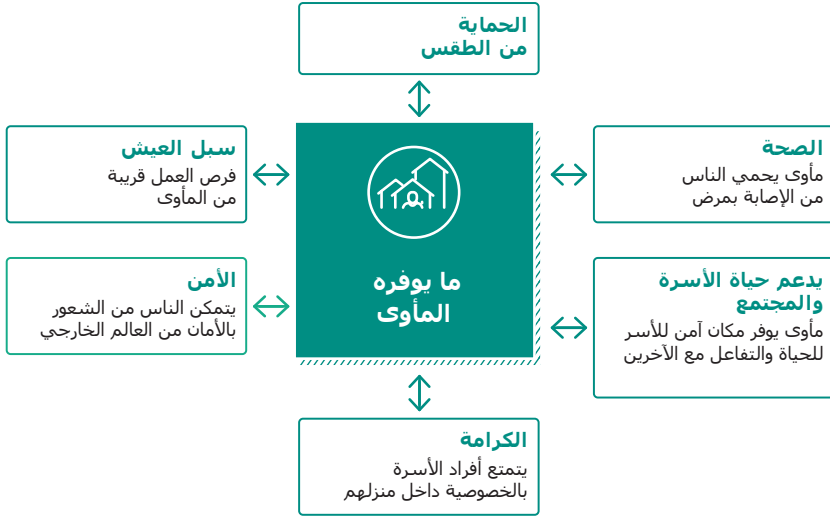 الحماية
من الطقس
الصحة
مأوى يحمي الناس
من الإصابة بمرض
سبل العيش
فرص العمل قريبة
من المأوى
ما يوفره
المأوى
يدعم حياة الأسرة
والمجتمع
مأوى يوفر مكان آمن للأسر
للحياة والتفاعل مع الآخرين
الأمن
يتمكن الناس من الشعور
بالأمان من العالم الخارجي
الكرامة
يتمتع أفراد الأسرة
بالخصوصية داخل منزلهم